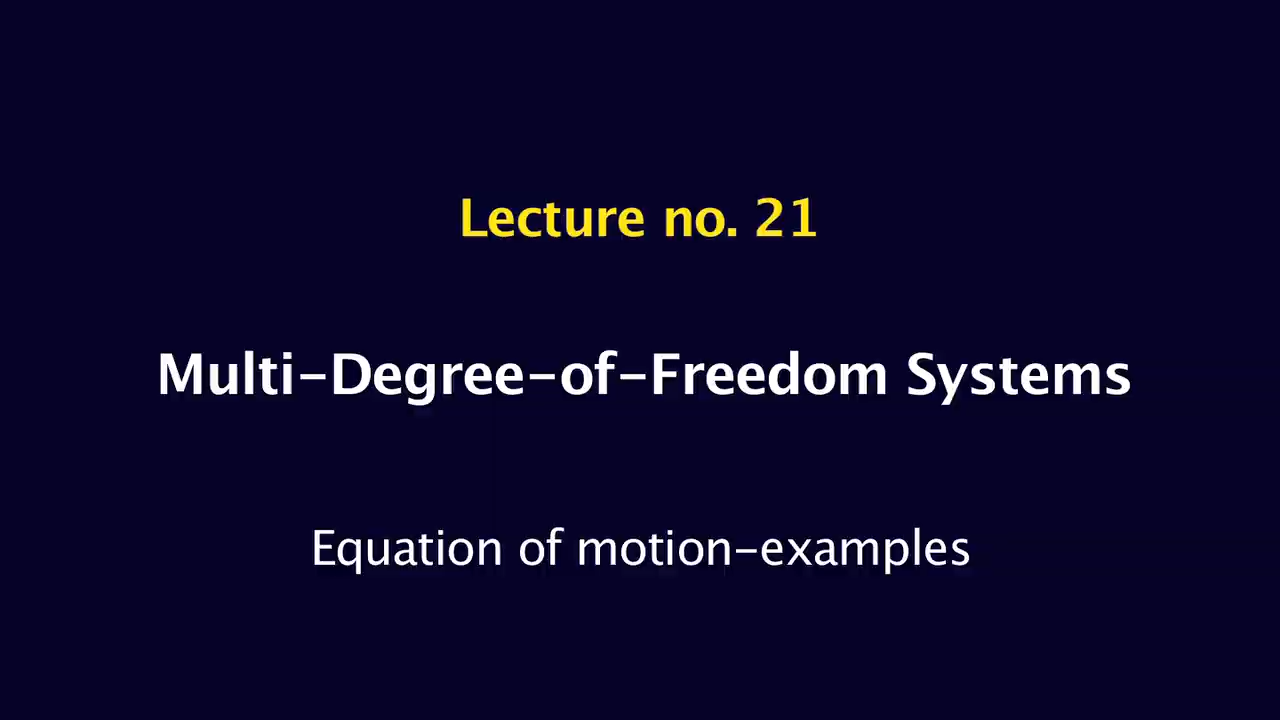 Lecture no. 21
Multi-Degree-of-Freedom Systems
Equation of motion-examples